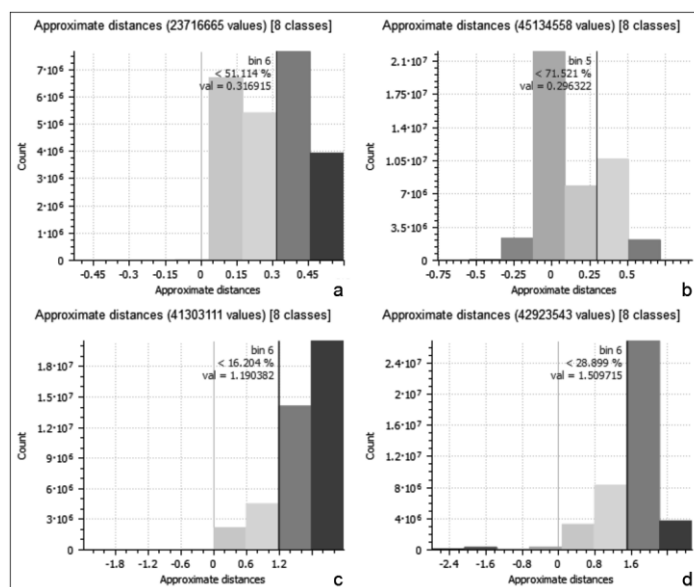 Approximate distances (23716665 values) [8 classes]
bin 6
< 51.114 %
val = 0.316915
Count
7·10⁶
6·10⁶
5·10⁶
4·10⁶
3·10⁶
2·10⁶
1·10⁶
0
-0.45 -0.3 -0.15 0 0.15 0.3 0.45
Approximate distances
a
Approximate distances (45134558 values) [8 classes]
bin 5
< 71.521 %
val = 0.296322
Count
2.1·10⁷
1.75·10⁷
1.4·10⁷
1.05·10⁷
7·10⁶
3.5·10⁶
0
-0.75 -0.5 -0.25 0 0.25 0.5
Approximate distances
b
Approximate distances (41303111 values) [8 classes]
bin 6
< 16.204 %
val = 1.190382
Count
1.8·10⁷
1.5·10⁷
1.2·10⁷
9·10⁶
6·10⁶
3·10⁶
0
-1.8 -1.2 -0.6 0 0.6 1.2
Approximate distances
c
Approximate distances (42923543 values) [8 classes]
bin 6
< 28.899 %
val = 1.509715
Count
2.4·10⁷
2·10⁷
1.6·10⁷
1.2·10⁷
8·10⁶
4·10⁶
0
-2.4 -1.6 -0.8 0 0.8 1.6
Approximate distances
d